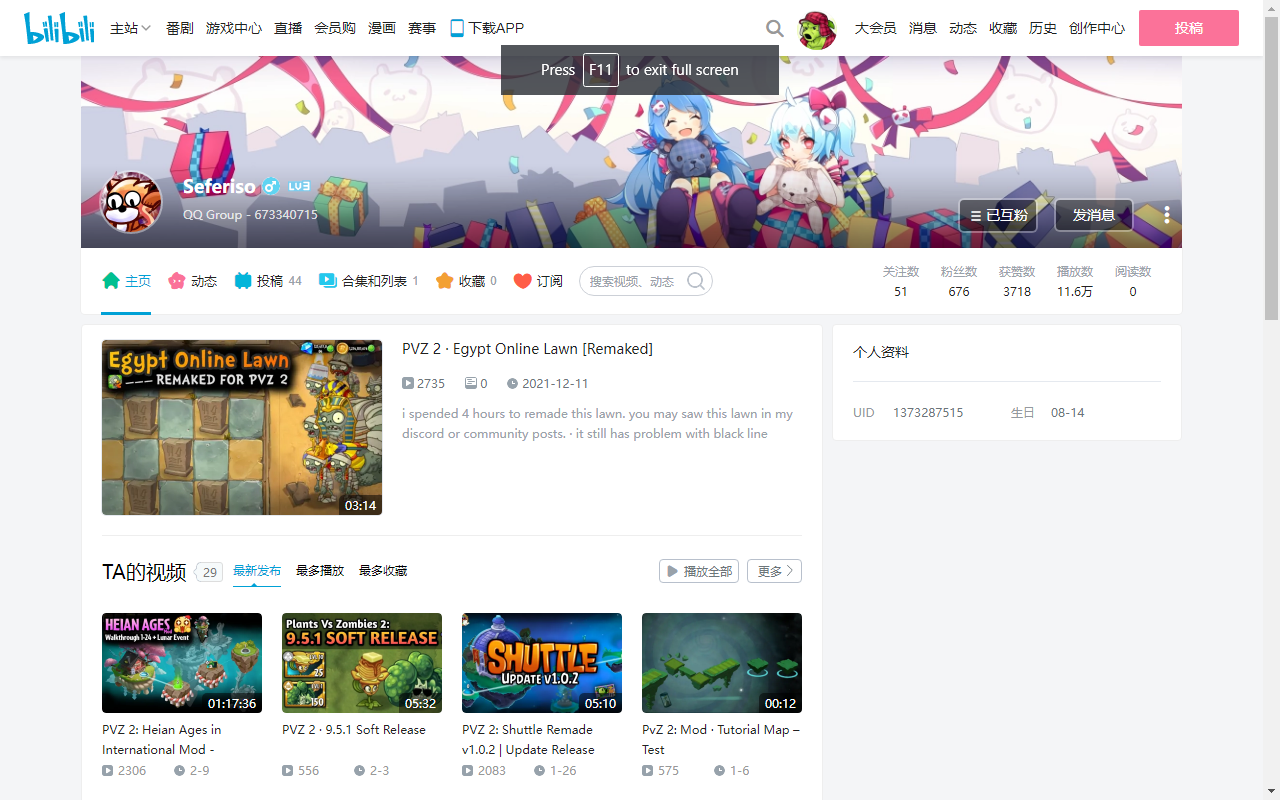 bilibili 主站 番剧 游戏中心 直播 会员购 漫画 赛事 下载APP 大会员 消息 动态 收藏 历史 创作中心 投稿
Press F11 to exit full screen
Seferiso LV3
QQ Group - 673340715
已互粉 发消息
主页 动态 投稿 44 合集和列表 1 收藏 0 订阅 搜索视频、动态
关注数 粉丝数 获赞数 播放数 阅读数
51 676 3718 11.6万 0
Egypt Online Lawn
--- REMAKED FOR PVZ 2
03:14
PVZ 2 · Egypt Online Lawn [Remaked]
2735 0 2021-12-11
i spended 4 hours to remade this lawn. you may saw this lawn in my
discord or community posts. · it still has problem with black line
个人资料
UID 1373287515 生日 08-14
TA的视频 29 最新发布 最多播放 最多收藏 播放全部 更多
HEIAN AGES
Walkthrough 1-24 + Lunar Event
01:17:36
Plants Vs Zombies 2:
9.5.1 SOFT RELEASE
05:32
SHUTTLE
UPDATE v1.0.2
05:10
00:12
PVZ 2: Heian Ages in
International Mod -
2306 2-9
PVZ 2 · 9.5.1 Soft Release
556 2-3
PVZ 2: Shuttle Remade
v1.0.2 | Update Release
2083 1-26
PvZ 2: Mod · Tutorial Map –
Test
575 1-6